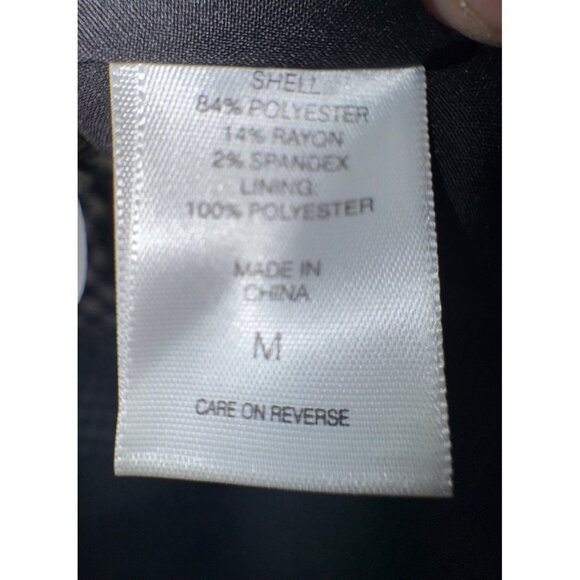 SHELL
84% POLYESTER
14% RAYON
2% SPANDEX
LINING:
100% POLYESTER
MADE IN
CHINA
M
CARE ON REVERSE